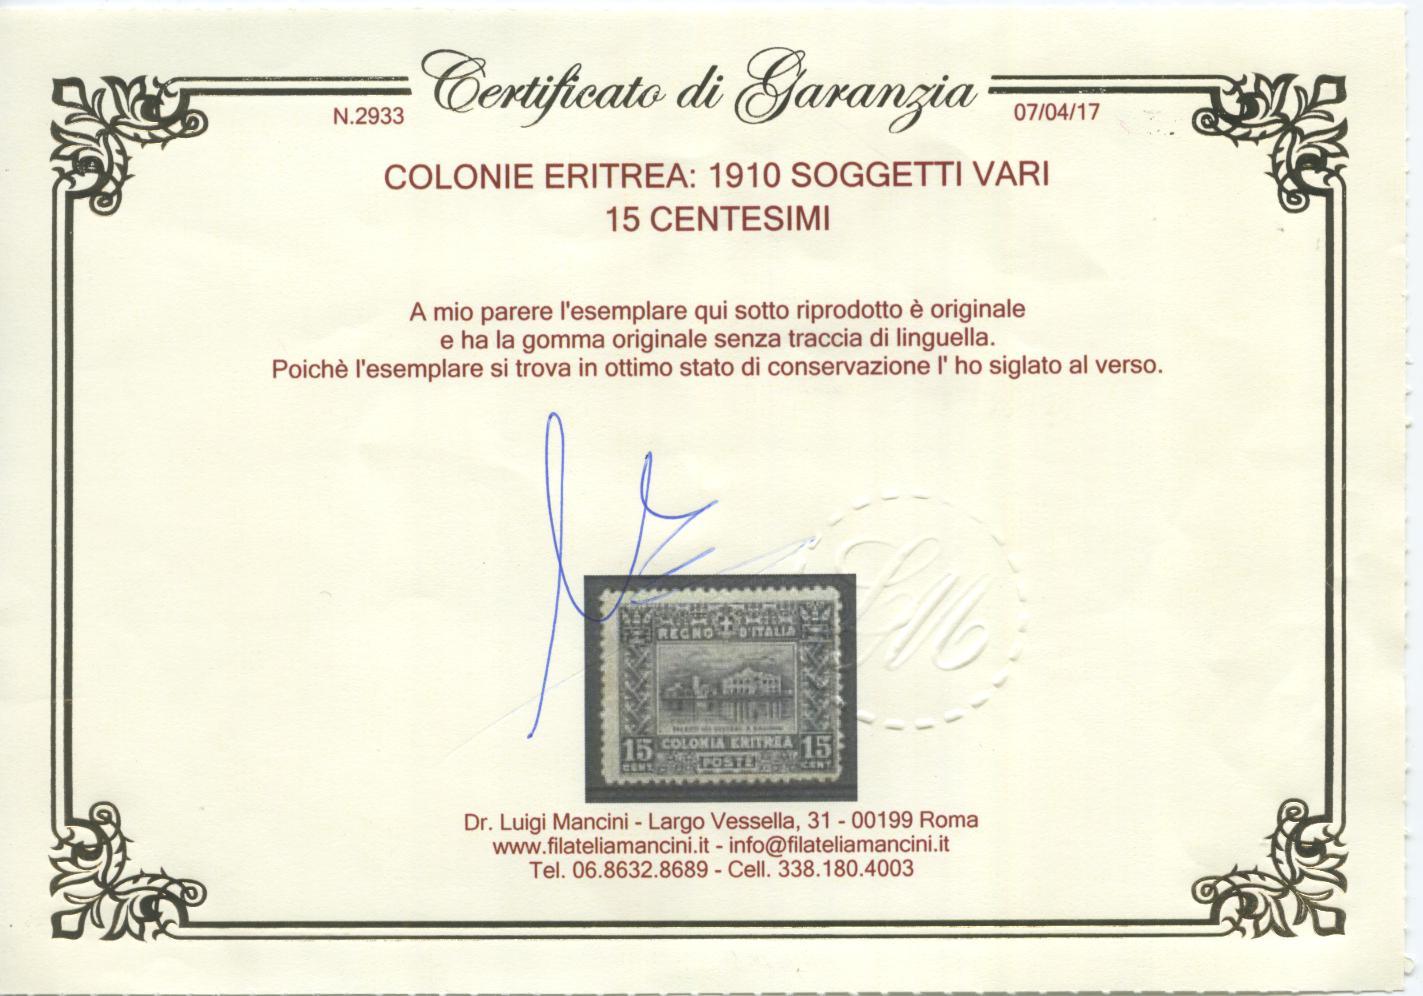 Certificato di Garanzia
N.2933
07/04/17
COLONIE ERITREA: 1910 SOGGETTI VARI
15 CENTESIMI
A mio parere l'esemplare qui sotto riprodotto è originale
e ha la gomma originale senza traccia di linguella.
Poichè l'esemplare si trova in ottimo stato di conservazione l' ho siglato al verso.
REGNO D'ITALIA
15 COLONIA ERITREA 15
CENT. POSTE CENT.
Dr. Luigi Mancini - Largo Vessella, 31 - 00199 Roma
www.filateliamancini.it - info@filateliamancini.it
Tel. 06.8632.8689 - Cell. 338.180.4003